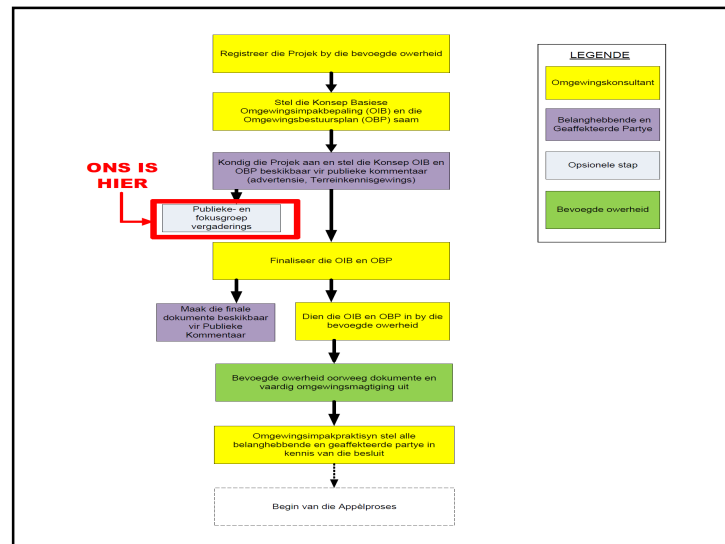 Registreer die Projek by die bevoegde owerheid
Stel die Konsep Basiese
Omgewingsimpakbepaling (OIB) en die
Omgewingsbestuursplan (OBP) saam
Kondig die Projek aan en stel die Konsep OIB en
OBP beskikbaar vir publieke kommentaar
(advertensie, Terreinkennisgewings)
ONS IS
HIER
Publieke- en
fokusgroep
vergaderings
Finaliseer die OIB en OBP
Maak die finale
dokumente beskikbaar
vir Publieke
Kommentaar
Dien die OIB en OBP in by die
bevoegde owerheid
Bevoegde owerheid oorweeg dokumente en
vaardig omgewingsmagtiging uit
Omgewingsimpakpraktisyn stel alle
belanghebbende en geaffekteerde partye in
kennis van die besluit
Begin van die Appèlproses
LEGENDE
Omgewingskonsultant
Belanghebbende en
Geaffekteerde Partye
Opsionele stap
Bevoegde owerheid